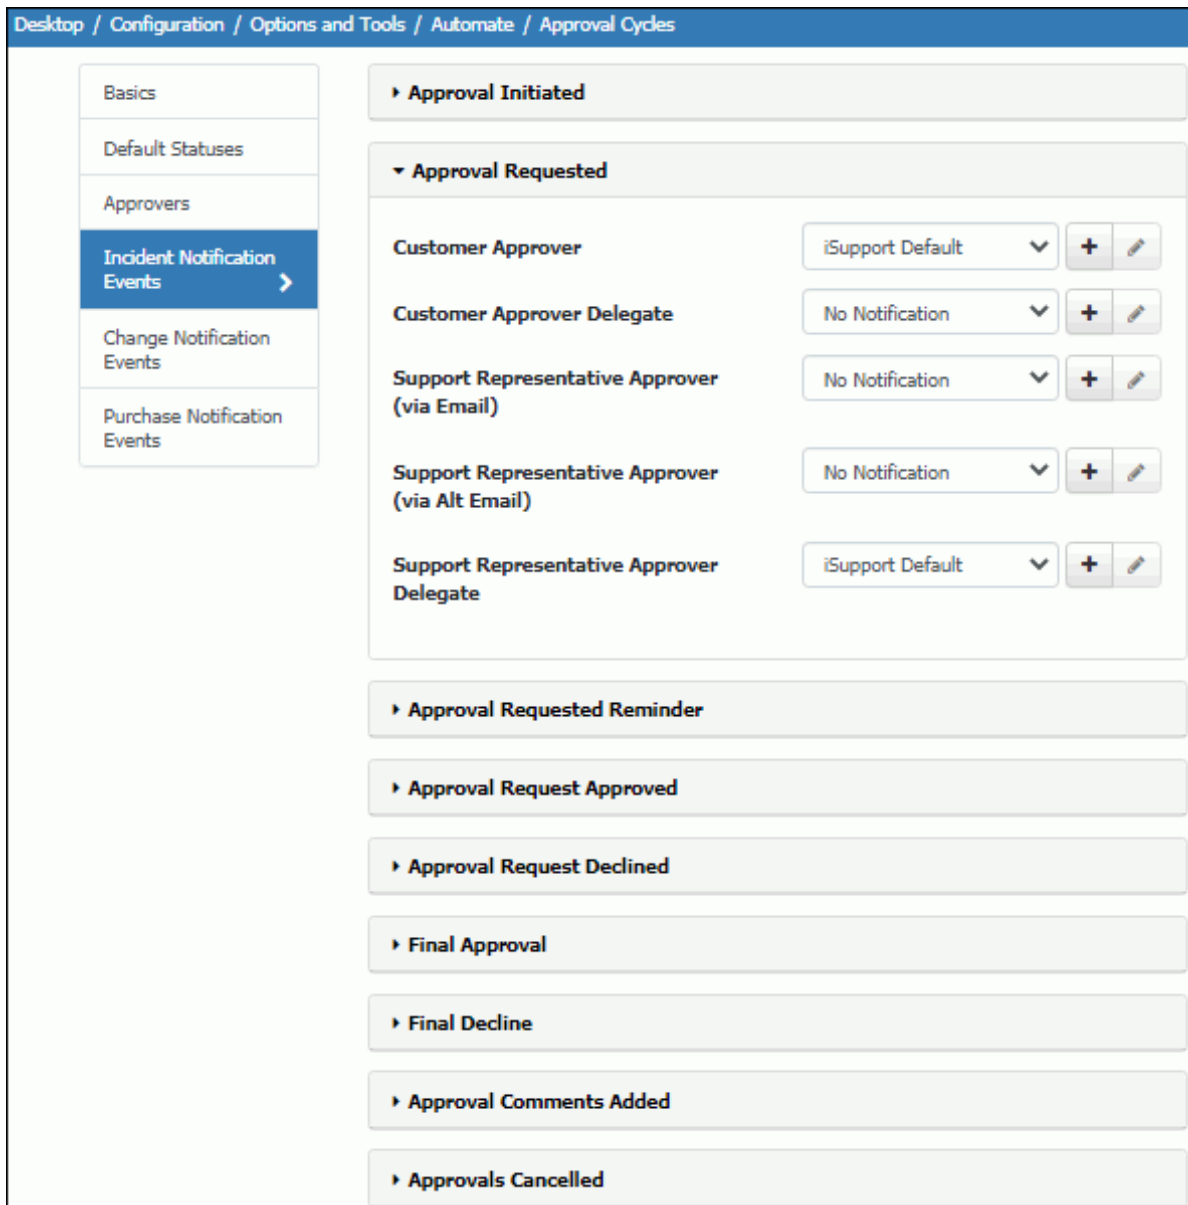 Desktop / Configuration / Options and Tools / Automate / Approval Cycles
Basics
Default Statuses
Approvers
Incident Notification
Events
Change Notification
Events
Purchase Notification
Events
Approval Initiated
Approval Requested
Customer Approver
iSupport Default
Customer Approver Delegate
No Notification
Support Representative Approver
(via Email)
No Notification
Support Representative Approver
(via Alt Email)
No Notification
Support Representative Approver
Delegate
iSupport Default
Approval Requested Reminder
Approval Request Approved
Approval Request Declined
Final Approval
Final Decline
Approval Comments Added
Approvals Cancelled